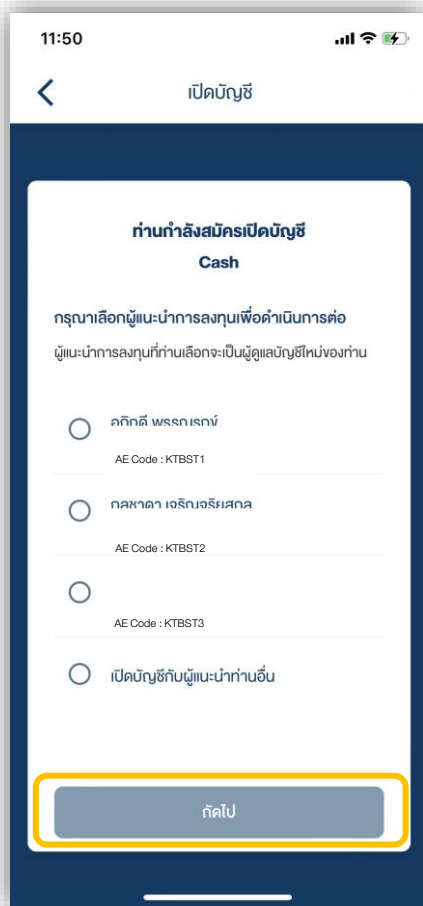 11:50
เปิดบัญชี
ท่านกำลังสมัครเปิดบัญชี
Cash
กรุณาเลือกผู้แนะนำการลงทุนเพื่อดำเนินการต่อ
ผู้แนะนำการลงทุนที่ท่านเลือกจะเป็นผู้ดูแลบัญชีใหม่ของท่าน
AE Code : KTBST1
AE Code : KTBST2
AE Code : KTBST3
เปิดบัญชีกับผู้แนะนำท่านอื่น
ถัดไป